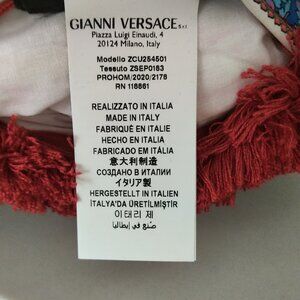 GIANNI VERSACE S.r.l.
Piazza Luigi Einaudi, 4
20124 Milano, Italy
Modello ZCU254501
Tessuto ZSEP0183
PROHOM/2020/2178
RN 118861
REALIZZATO IN ITALIA
MADE IN ITALY
FABRIQUÉ EN ITALIE
HECHO EN ITALIA
FABRICADO EM ITÁLIA
意大利制造
СОЗДАНО В ИТАЛИИ
イタリア製
HERGESTELLT IN ITALIEN
İTALYA'DA ÜRETİLMİŞTİR
이태리 제
صنع في إيطاليا